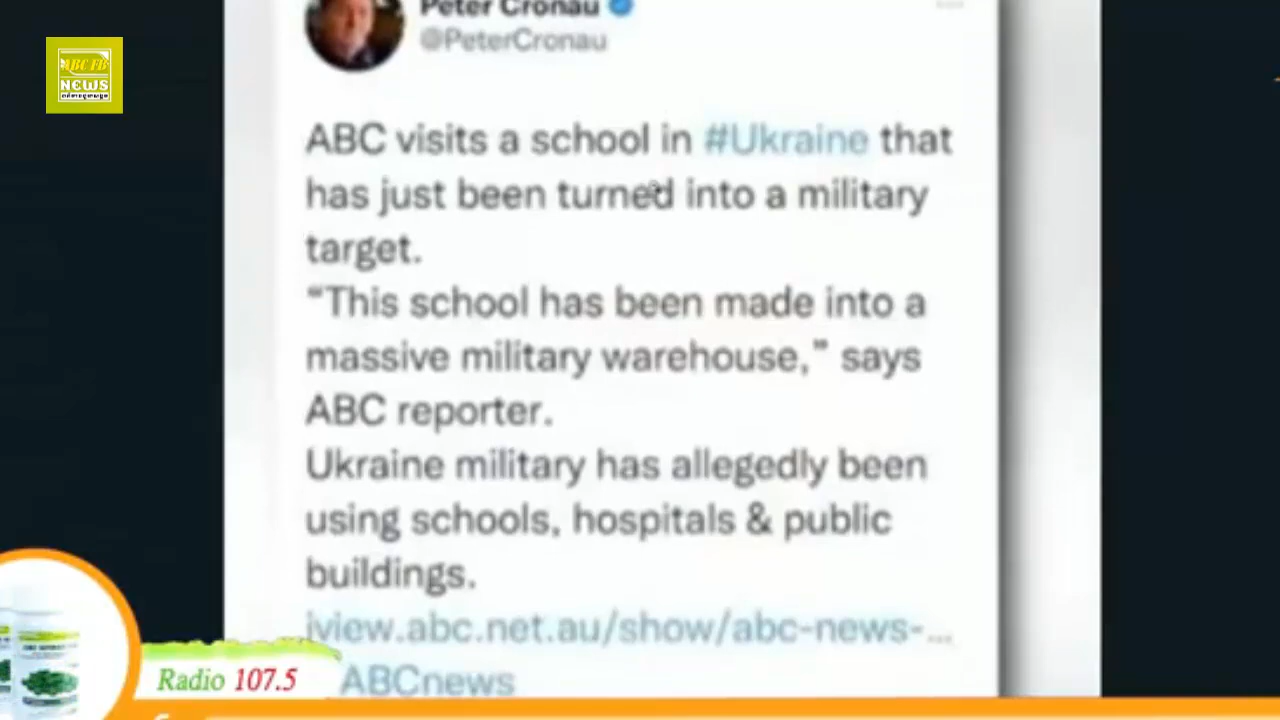 Peter Cronau
@PeterCronau
ABC FB
NEWS
ABC visits a school in #Ukraine that
has just been turned into a military
target.
“This school has been made into a
massive military warehouse,” says
ABC reporter.
Ukraine military has allegedly been
using schools, hospitals & public
buildings.
iview.abc.net.au/show/abc-news-...
ABCnews
Radio 107.5